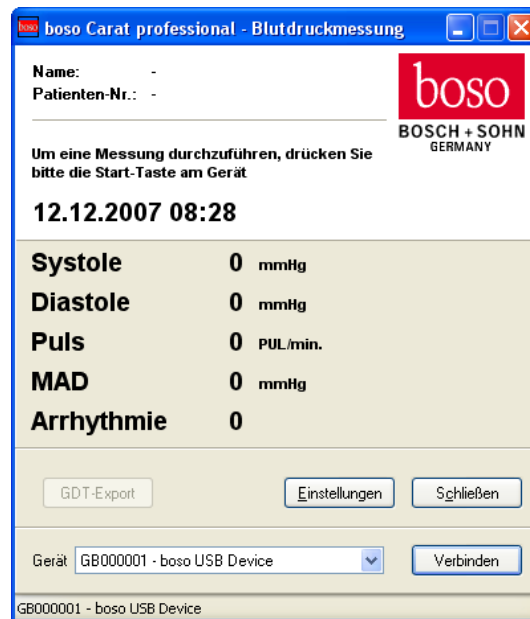 boso boso Carat professional - Blutdruckmessung
Name: -
Patienten-Nr.: -
boso
BOSCH + SOHN
GERMANY
Um eine Messung durchzuführen, drücken Sie
bitte die Start-Taste am Gerät
12.12.2007 08:28
Systole 0 mmHg
Diastole 0 mmHg
Puls 0 PUL/min.
MAD 0 mmHg
Arrhythmie 0
GDT-Export Einstellungen Schließen
Gerät GB000001 - boso USB Device Verbinden
GB000001 - boso USB Device